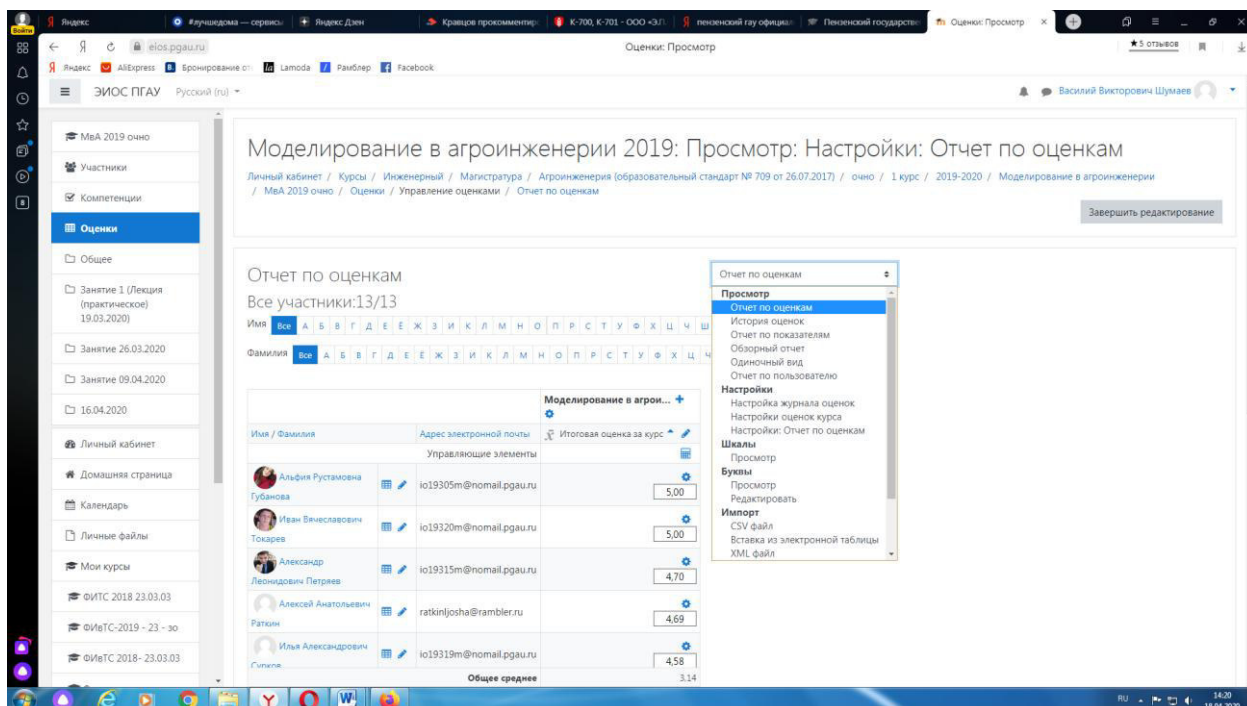 Войти
Яндекс
#лучшедома — сервисы
Яндекс Дзен
Кравцов прокомментир
К-700, К-701 - ООО «ЭЛ
пензенский гау официал
Пензенский государстве
Оценки: Просмотр
elos.pgau.ru
Оценки: Просмотр
★5 отзывов
Яндекс
AliExpress
Бронирование от
Lamoda
Рамблер
Facebook
ЭИОС ПГАУ
Русский (ru)
Василий Викторович Шумаев
МвА 2019 очно
Участники
Компетенции
Оценки
Общее
Занятие 1 (Лекция
(практическое)
19.03.2020)
Занятие 26.03.2020
Занятие 09.04.2020
16.04.2020
Личный кабинет
Домашняя страница
Календарь
Личные файлы
Мои курсы
ФИТС 2018 23.03.03
ФИвТС-2019 - 23 - зо
ФИвТС 2018- 23.03.03
Моделирование в агроинженерии 2019: Просмотр: Настройки: Отчет по оценкам
Личный кабинет / Курсы / Инженерный / Магистратура / Агроинженерия (образовательный стандарт № 709 от 26.07.2017) / очно / 1 курс / 2019-2020 / Моделирование в агроинженерии
/ МвА 2019 очно / Оценки / Управление оценками / Отчет по оценкам
Завершить редактирование
Отчет по оценкам
Все участники:13/13
Имя Все А Б В Г Д Е Ё Ж З И К Л М Н О П Р С Т У Ф Х Ц Ч Ш
Фамилия Все А Б В Г Д Е Ё Ж З И К Л М Н О П Р С Т У Ф Х Ц Ч
Отчет по оценкам
Просмотр
Отчет по оценкам
История оценок
Отчет по показателям
Обзорный отчет
Одиночный вид
Отчет по пользователю
Настройки
Настройка журнала оценок
Настройки оценок курса
Настройки: Отчет по оценкам
Шкалы
Просмотр
Буквы
Просмотр
Редактировать
Импорт
CSV файл
Вставка из электронной таблицы
XML файл
Моделирование в агрои...
Имя / Фамилия
Адрес электронной почты
Итоговая оценка за курс
Управляющие элементы
Альфия Рустамовна
Губанова
io19305m@nomail.pgau.ru
5,00
Иван Вячеславович
Токарев
io19320m@nomail.pgau.ru
5,00
Александр
Леонидович Петряев
io19315m@nomail.pgau.ru
4,70
Алексей Анатольевич
Раткин
ratkinljosha@rambler.ru
4,69
Илья Александрович
Сурков
io19319m@nomail.pgau.ru
4,58
Общее среднее
3,14
RU
14:20
18.04.2020